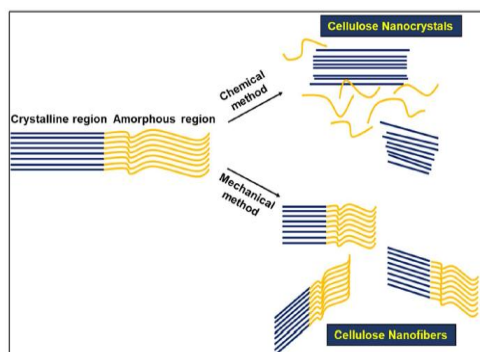 Cellulose Nanocrystals
Chemical
method
Crystalline region Amorphous region
Mechanical
method
Cellulose Nanofibers